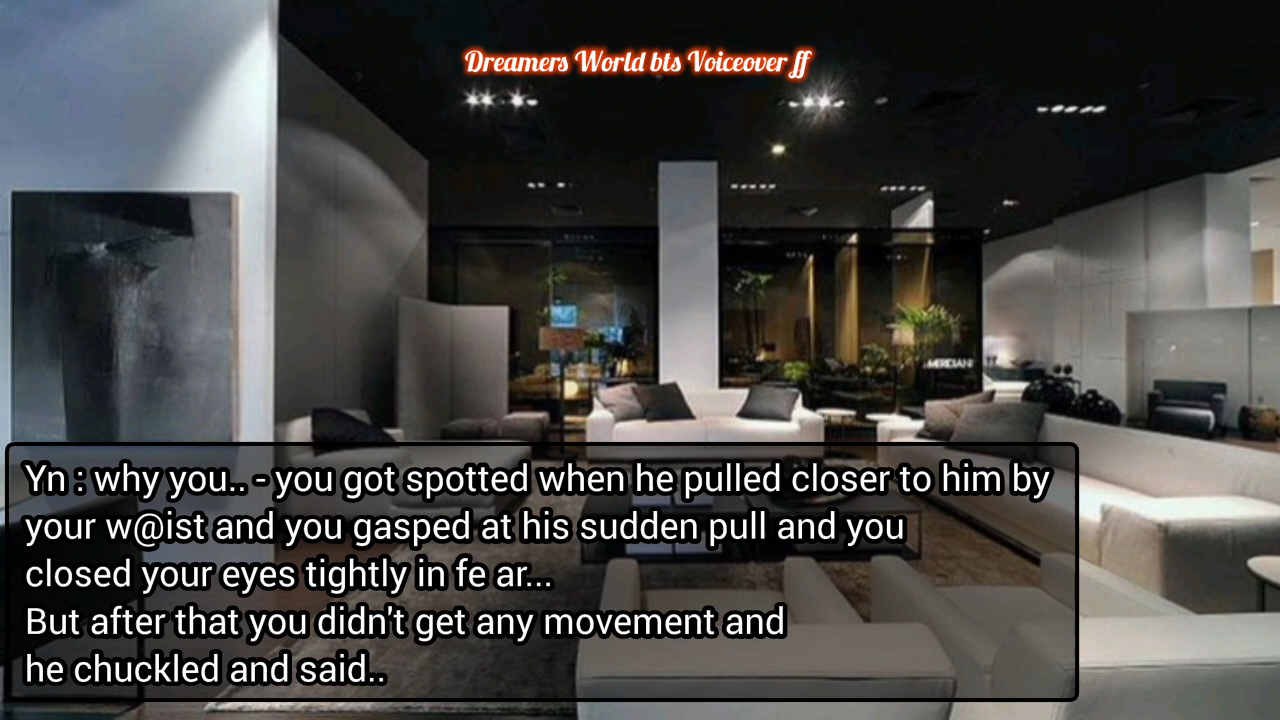 Dreamers World bts Voiceover ff
MERIDIANI
Yn : why you.. - you got spotted when he pulled closer to him by
your w@ist and you gasped at his sudden pull and you
closed your eyes tightly in fe ar...
But after that you didn't get any movement and
he chuckled and said..